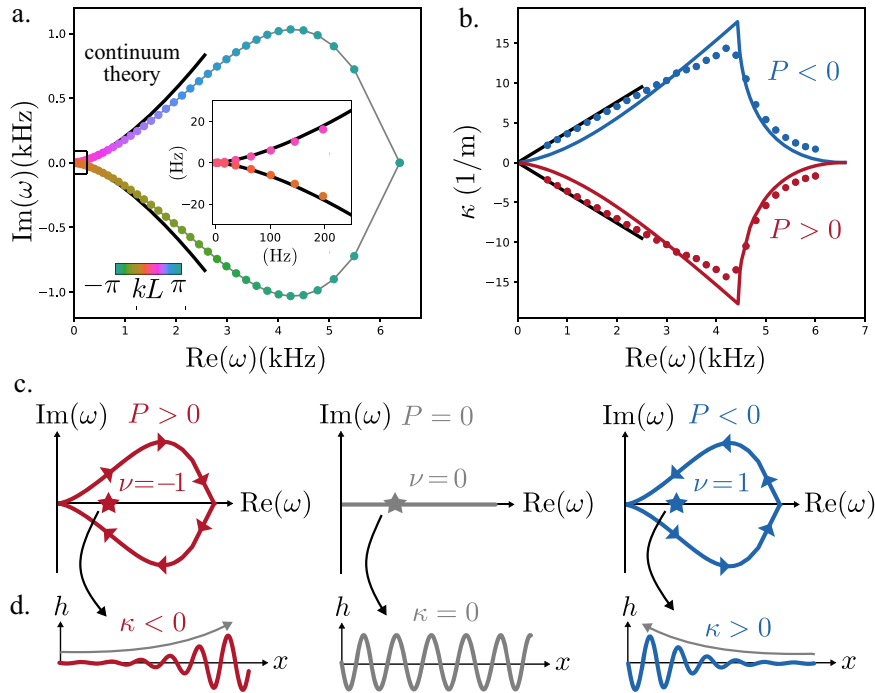 a.
continuum
theory
Im(ω)(kHz)
1.0
0.5
0.0
−0.5
−1.0
20
0
−20
(Hz)
0 100 200
(Hz)
−π kL π
0 1 2 3 4 5 6
Re(ω)(kHz)
b.
κ (1/m)
15
10
5
0
−5
−10
−15
P < 0
P > 0
0 1 2 3 4 5 6 7
Re(ω)(kHz)
c.
Im(ω) P > 0
ν=−1
Re(ω)
Im(ω) P = 0
ν = 0
Re(ω)
Im(ω) P < 0
ν = 1
Re(ω)
d.
h κ < 0 x
h κ = 0 x
h κ > 0 x